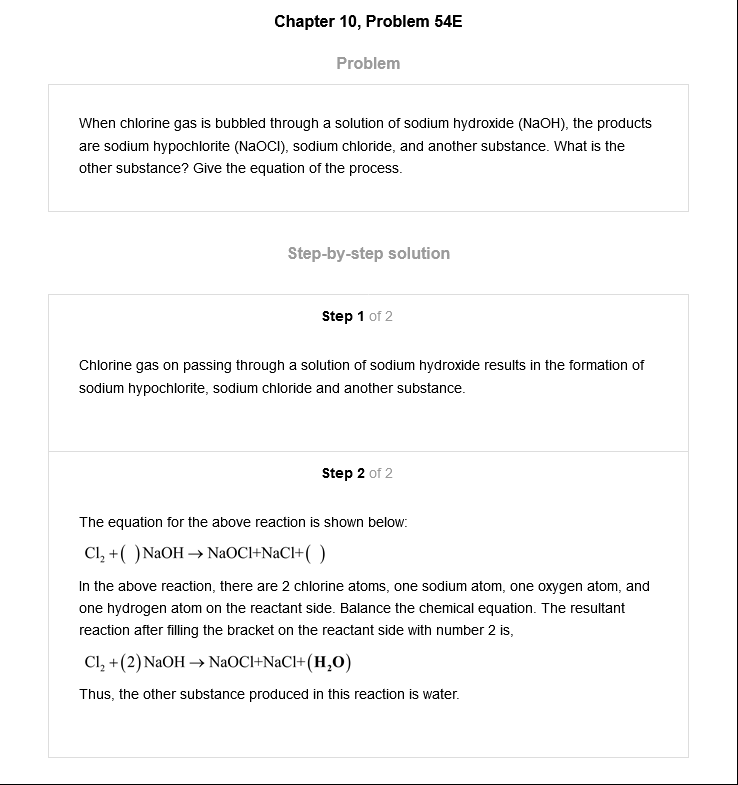 Chapter 10, Problem 54E
Problem
When chlorine gas is bubbled through a solution of sodium hydroxide (NaOH), the products
are sodium hypochlorite (NaOCl), sodium chloride, and another substance. What is the
other substance? Give the equation of the process.
Step-by-step solution
Step 1 of 2
Chlorine gas on passing through a solution of sodium hydroxide results in the formation of
sodium hypochlorite, sodium chloride and another substance.
Step 2 of 2
The equation for the above reaction is shown below:
Cl₂ +( )NaOH → NaOCl+NaCl+( )
In the above reaction, there are 2 chlorine atoms, one sodium atom, one oxygen atom, and
one hydrogen atom on the reactant side. Balance the chemical equation. The resultant
reaction after filling the bracket on the reactant side with number 2 is,
Cl₂ +(2)NaOH → NaOCl+NaCl+(H₂O)
Thus, the other substance produced in this reaction is water.